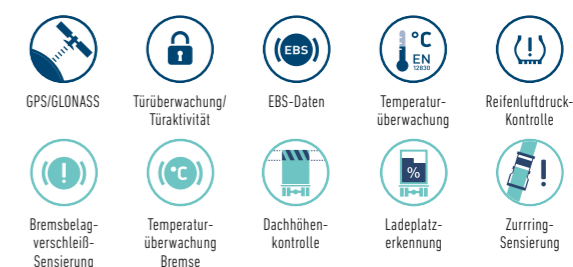 EBS
°C
EN
12830
GPS/GLONASS
Türüberwachung/
Türaktivität
EBS-Daten
Temperatur-
überwachung
Reifenluftdruck-
Kontrolle
°C
%
Bremsbelag-
verschleiß-
Sensierung
Temperatur-
überwachung
Bremse
Dachhöhen-
kontrolle
Ladeplatz-
erkennung
Zurrring-
Sensierung